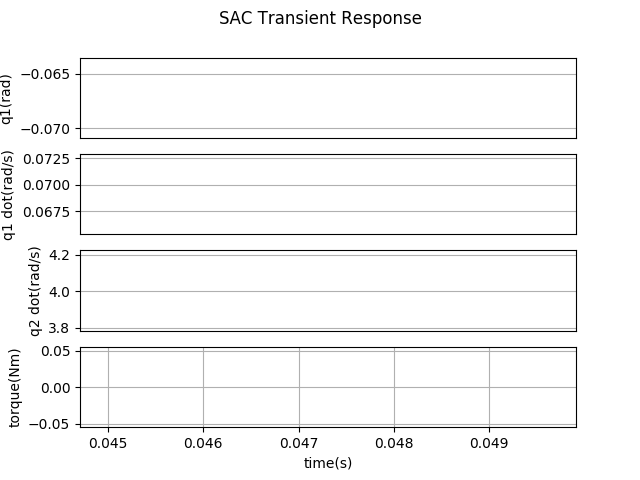 SAC Transient Response
q1(rad)
−0.065
−0.070
q1 dot(rad/s)
0.0725
0.0700
0.0675
q2 dot(rad/s)
4.2
4.0
3.8
torque(Nm)
0.05
0.00
−0.05
0.045 0.046 0.047 0.048 0.049
time(s)